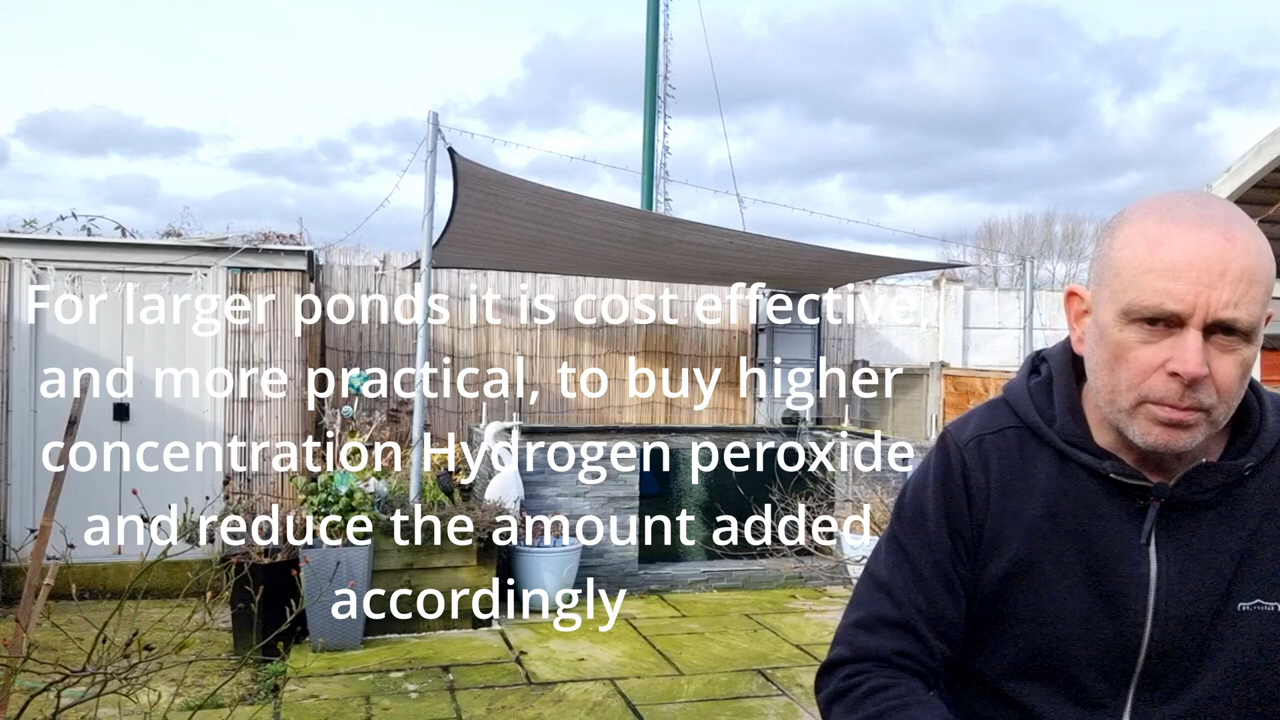 For larger ponds it is cost effective,
and more practical, to buy higher
concentration Hydrogen peroxide
and reduce the amount added
accordingly